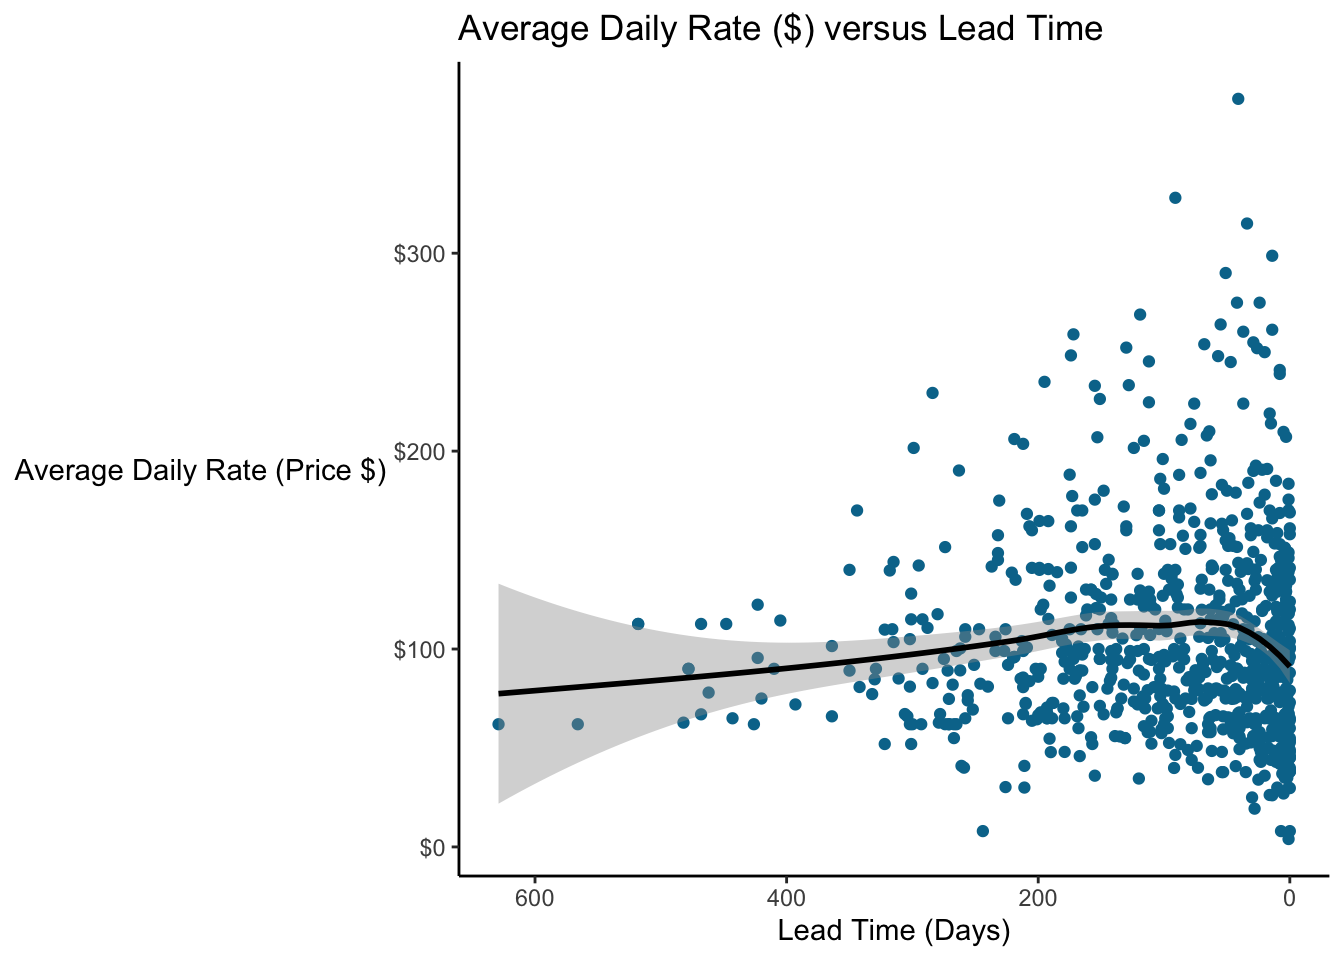 Average Daily Rate ($) versus Lead Time
$300
$200
Average Daily Rate (Price $)
$100
$0
600 400 200 0
Lead Time (Days)